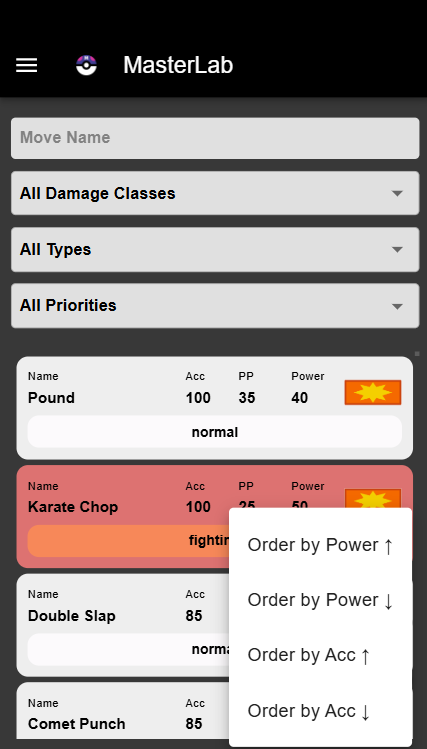 MasterLab
Move Name
All Damage Classes
All Types
All Priorities
Name Acc PP Power
Pound 100 35 40
normal
Name Acc PP Power
Karate Chop 100 25 50
fightin
Order by Power ↑
Name Acc
Order by Power ↓
Double Slap 85
norma
Order by Acc ↑
Name Acc
Order by Acc ↓
Comet Punch 85